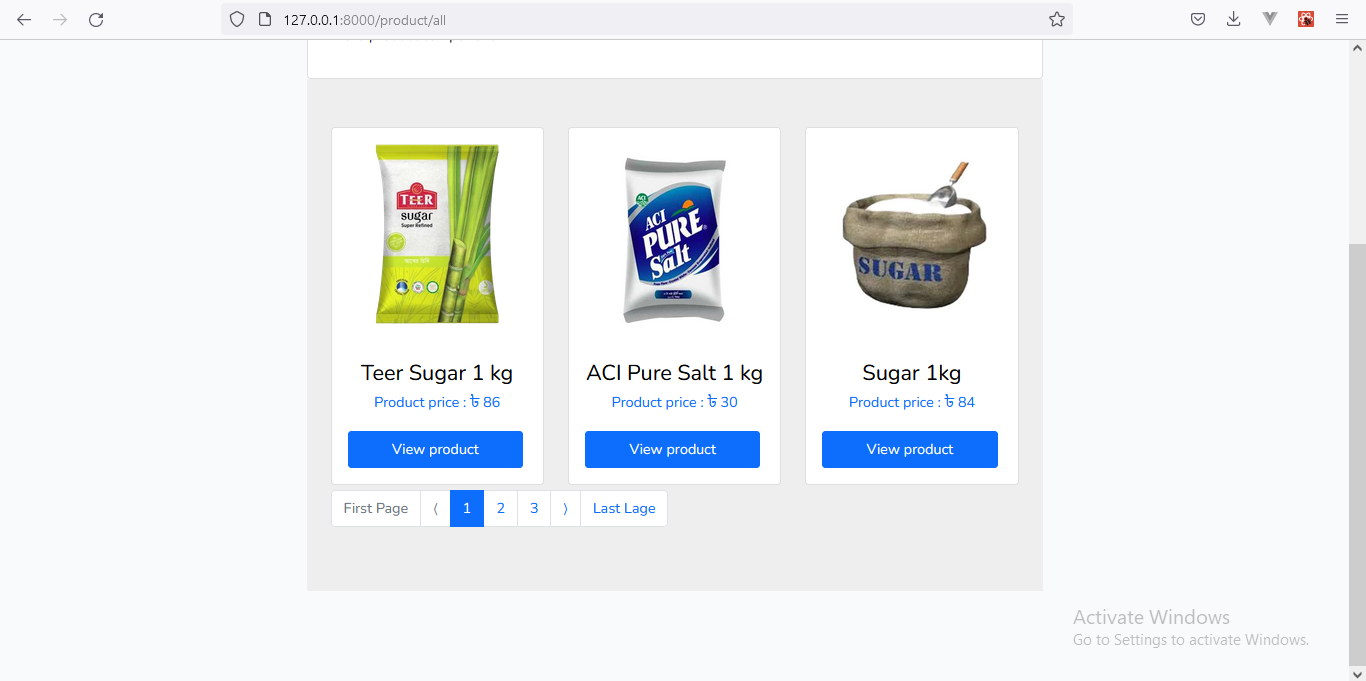 127.0.0.1:8000/product/all
TEER
sugar
Super Refined
ACI
ACI
PURE
Salt
SUGAR
Teer Sugar 1 kg
ACI Pure Salt 1 kg
Sugar 1kg
Product price : ৳ 86
Product price : ৳ 30
Product price : ৳ 84
View product
View product
View product
First Page ⟨ 1 2 3 ⟩ Last Lage
Activate Windows
Go to Settings to activate Windows.